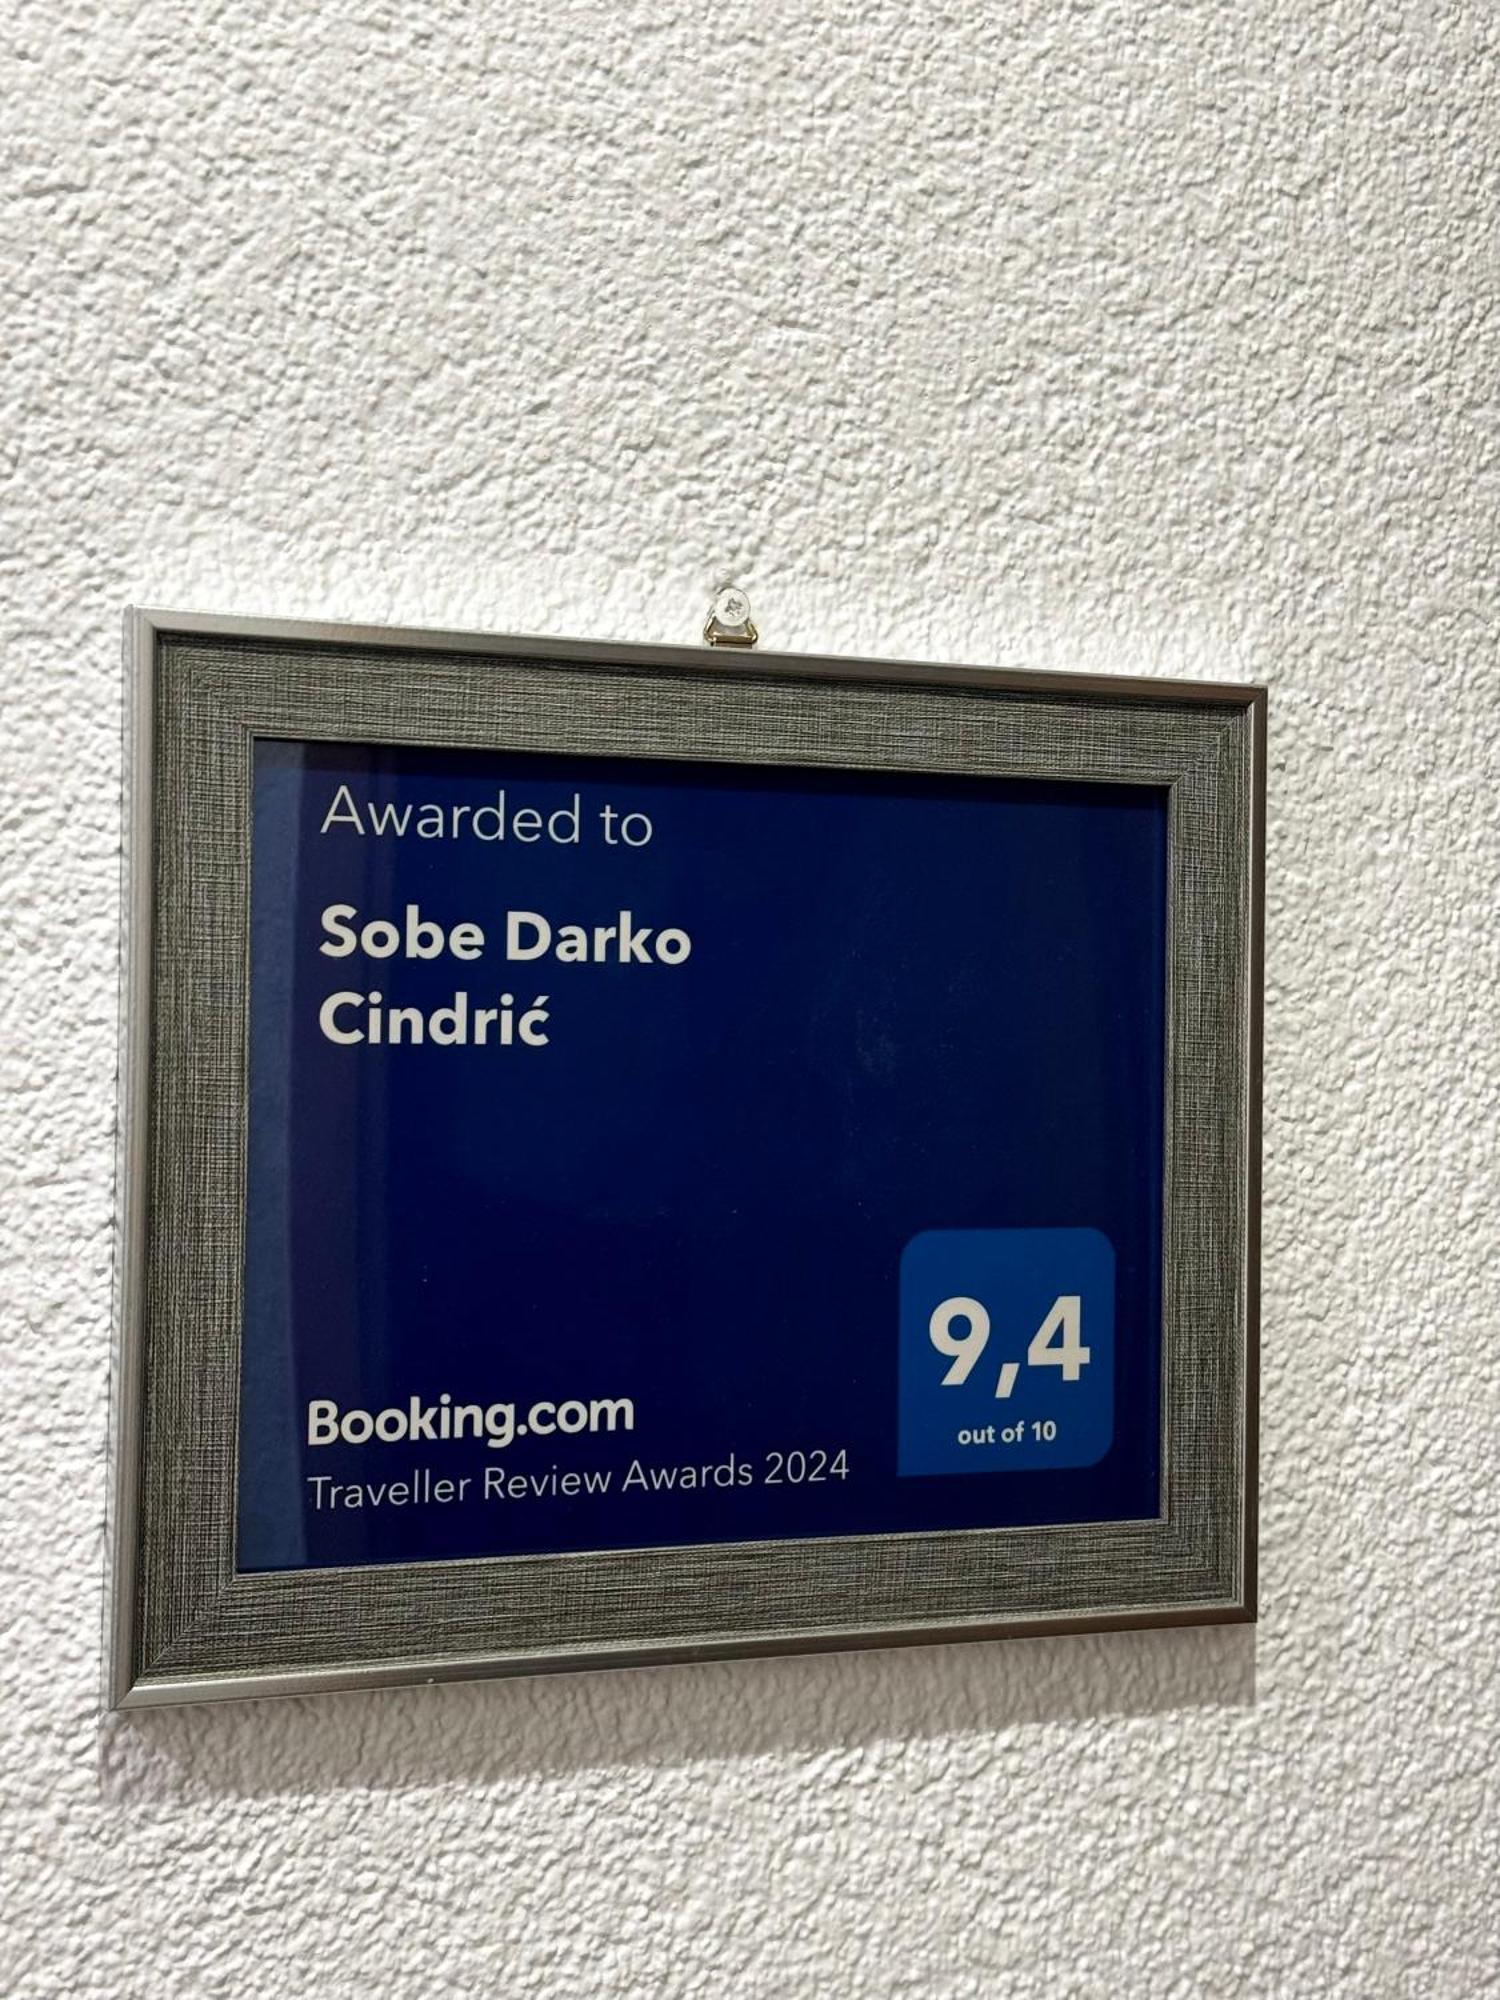 Awarded to
Sobe Darko
Cindrić
9,4
out of 10
Booking.com
Traveller Review Awards 2024